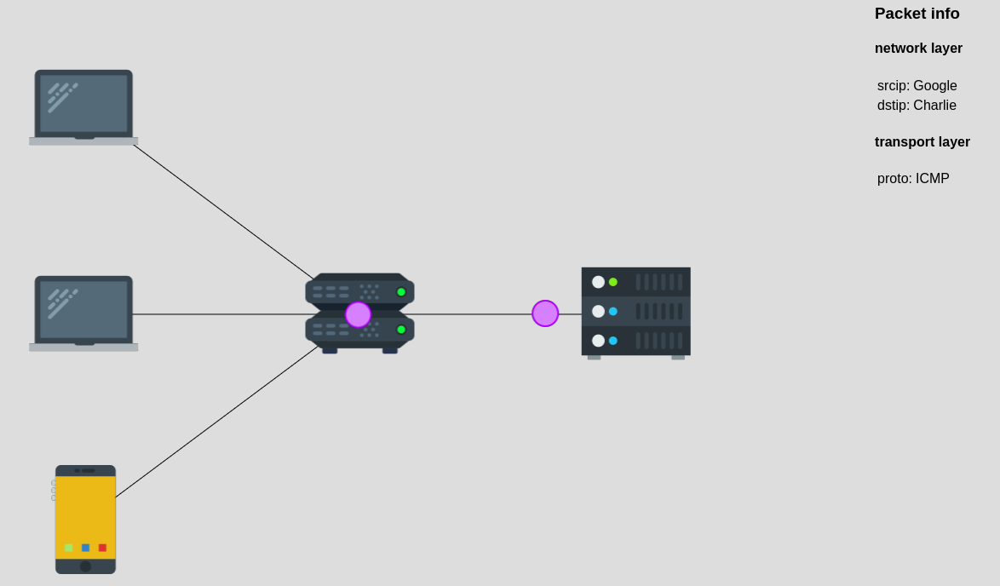 Packet info
network layer
srcip: Google
dstip: Charlie
transport layer
proto: ICMP